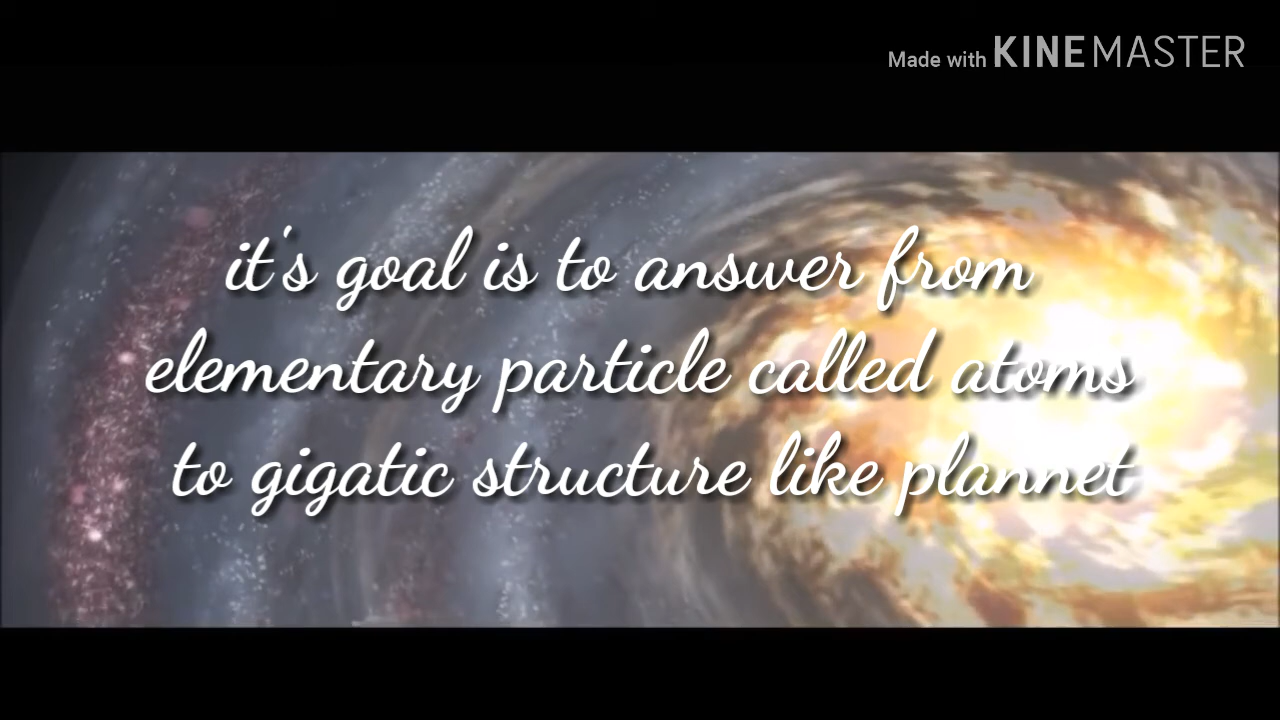 Made with KINEMASTER
it's goal is to answer from
elementary particle called atoms
to gigatic structure like plannet